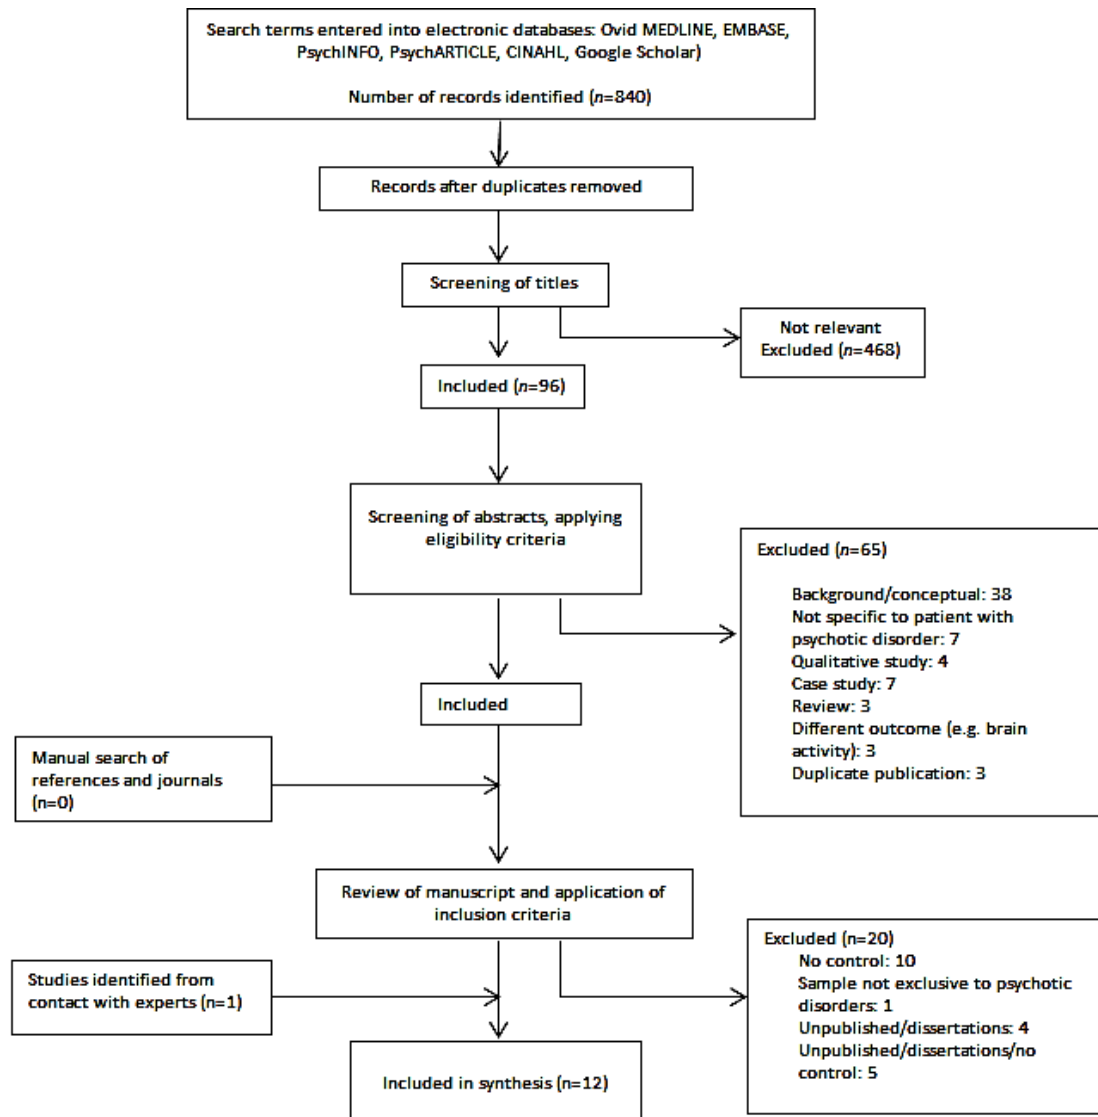 Search terms entered into electronic databases: Ovid MEDLINE, EMBASE,
PsychINFO, PsychARTICLE, CINAHL, Google Scholar)
Number of records identified (n=840)
Records after duplicates removed
Screening of titles
Not relevant
Excluded (n=468)
Included (n=96)
Screening of abstracts, applying
eligibility criteria
Excluded (n=65)
Background/conceptual: 38
Not specific to patient with
psychotic disorder: 7
Qualitative study: 4
Case study: 7
Review: 3
Different outcome (e.g. brain
activity): 3
Duplicate publication: 3
Included
Manual search of
references and journals
(n=0)
Review of manuscript and application of
inclusion criteria
Excluded (n=20)
No control: 10
Sample not exclusive to psychotic
disorders: 1
Unpublished/dissertations: 4
Unpublished/dissertations/no
control: 5
Studies identified from
contact with experts (n=1)
Included in synthesis (n=12)